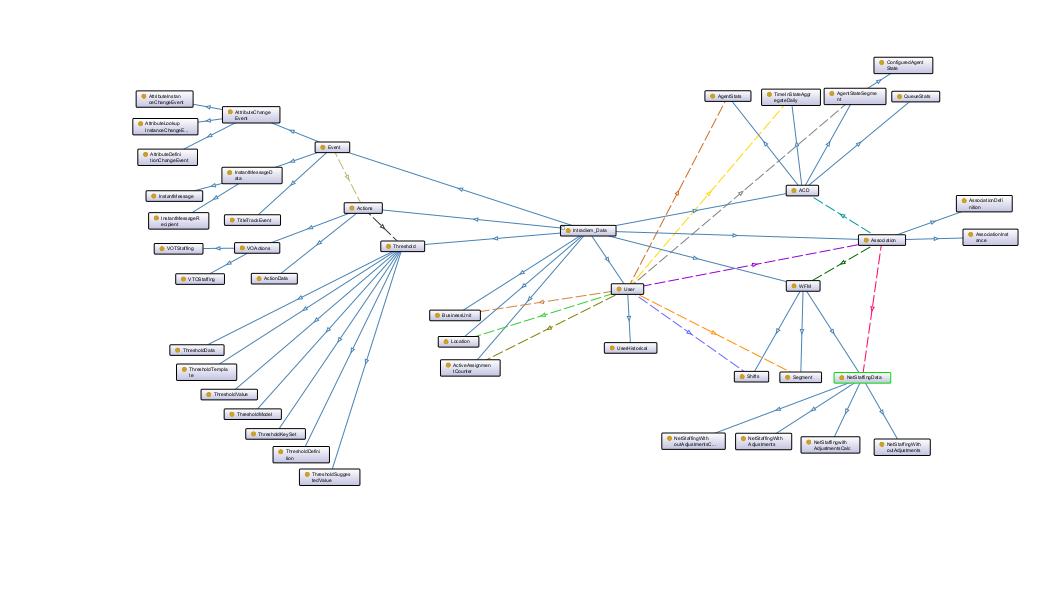 ConfiguredAgent
State
AttributeInstan
ceChangeEvent
AgentStats
TimeInStateAggr
egateDaily
AgentStateSegme
nt
QueueStats
AttributeChange
Event
AttributeLookup
InstanceChangeE...
Event
AttributeDefini
tionChangeEvent
InstantMessageD
ata
ACD
InstantMessage
AssociationDefi
nition
Actions
InstantMessageR
ecipient
TitleTrackEvent
Intradiem_Data
Association
AssociationInst
ance
VOTStaffing
VOActions
Threshold
VTOStaffing
ActionData
User
WFM
BusinessUnit
Location
UserHistorical
ThresholdData
ActiveAssignmen
tCounter
ThresholdTempla
te
Shifts
Segment
NetStaffingData
ThresholdValue
ThresholdModel
ThresholdKeySet
NetStaffingWith
outAdjustmentsC...
NetStaffingWith
Adjustments
NetStaffingwith
AdjustmentsCalc
NetStaffingWith
outAdjustments
ThresholdDefini
tion
ThresholdSugges
tedValue